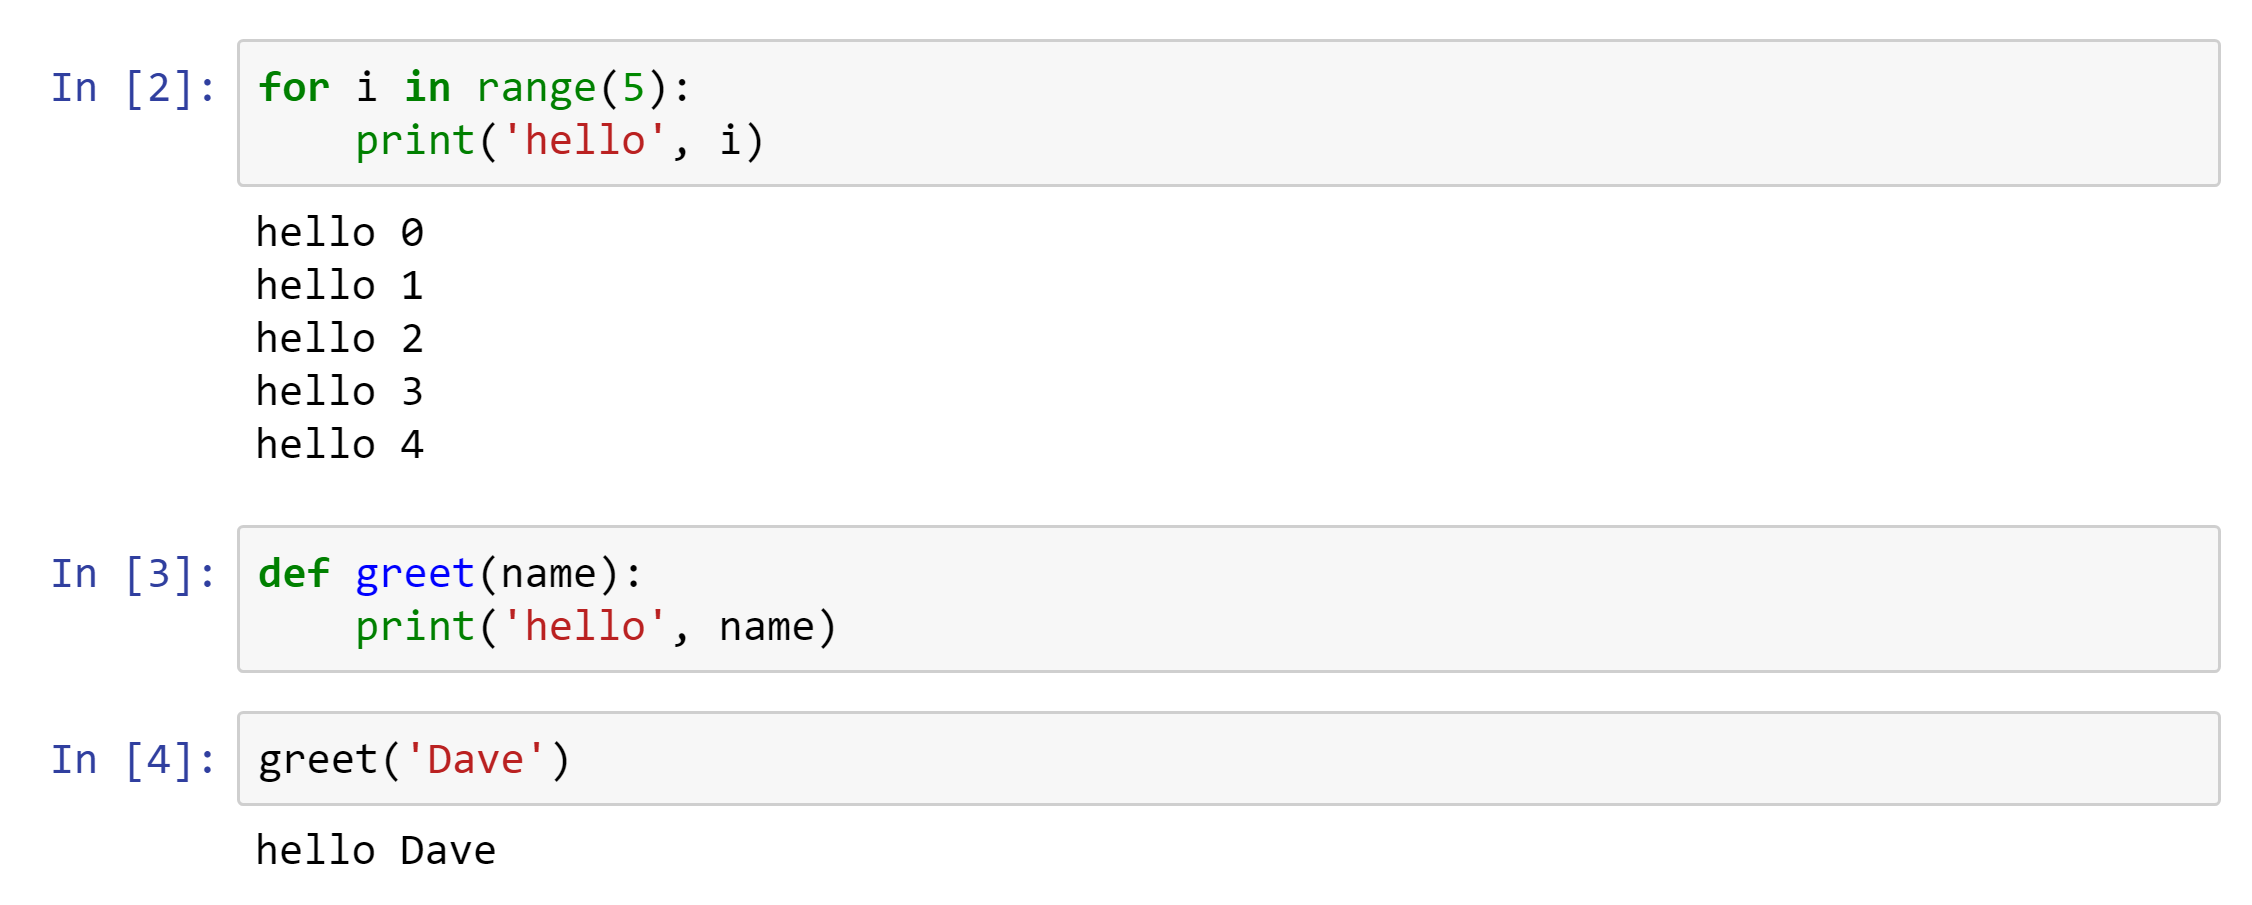 In [2]: for i in range(5):
    print('hello', i)
hello 0
hello 1
hello 2
hello 3
hello 4
In [3]: def greet(name):
    print('hello', name)
In [4]: greet('Dave')
hello Dave